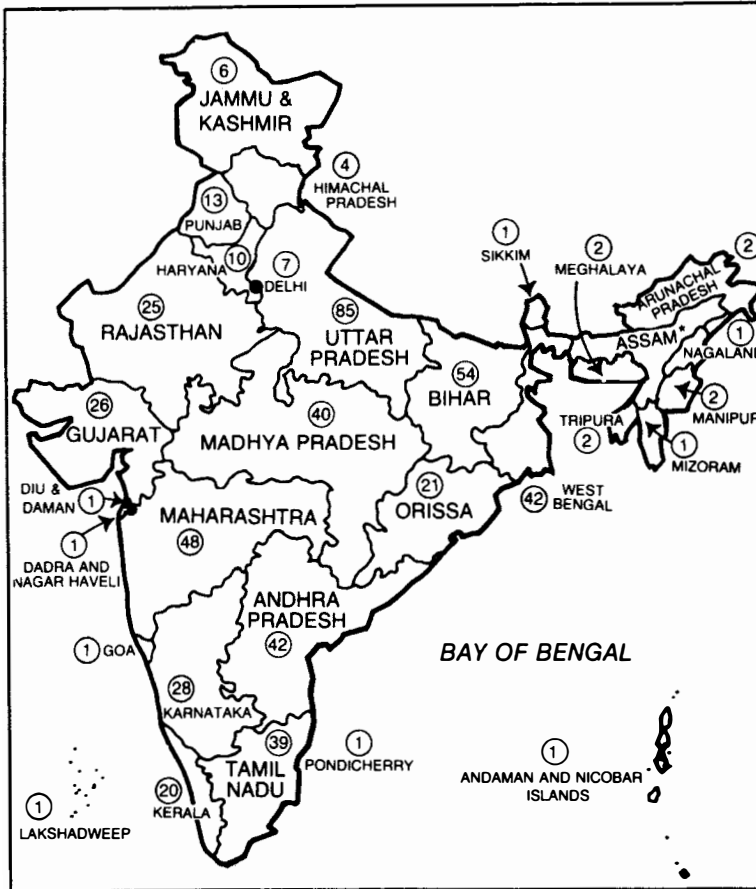 6
JAMMU &
KASHMIR
4
HIMACHAL
PRADESH
13
PUNJAB
10
HARYANA
7
DELHI
1
SIKKIM
2
MEGHALAYA
2
ARUNACHAL
PRADESH
ASSAM*
1
NAGALAND
25
RAJASTHAN
85
UTTAR
PRADESH
54
BIHAR
26
GUJARAT
40
MADHYA PRADESH
TRIPURA
2
2
MANIPUR
1
MIZORAM
DIU &
DAMAN
1
1
DADRA AND
NAGAR HAVELI
MAHARASHTRA
48
21
ORISSA
42
WEST
BENGAL
ANDHRA
PRADESH
42
1 GOA
BAY OF BENGAL
28
KARNATAKA
39
TAMIL
NADU
1
PONDICHERRY
1
ANDAMAN AND NICOBAR
ISLANDS
20
KERALA
1
LAKSHADWEEP